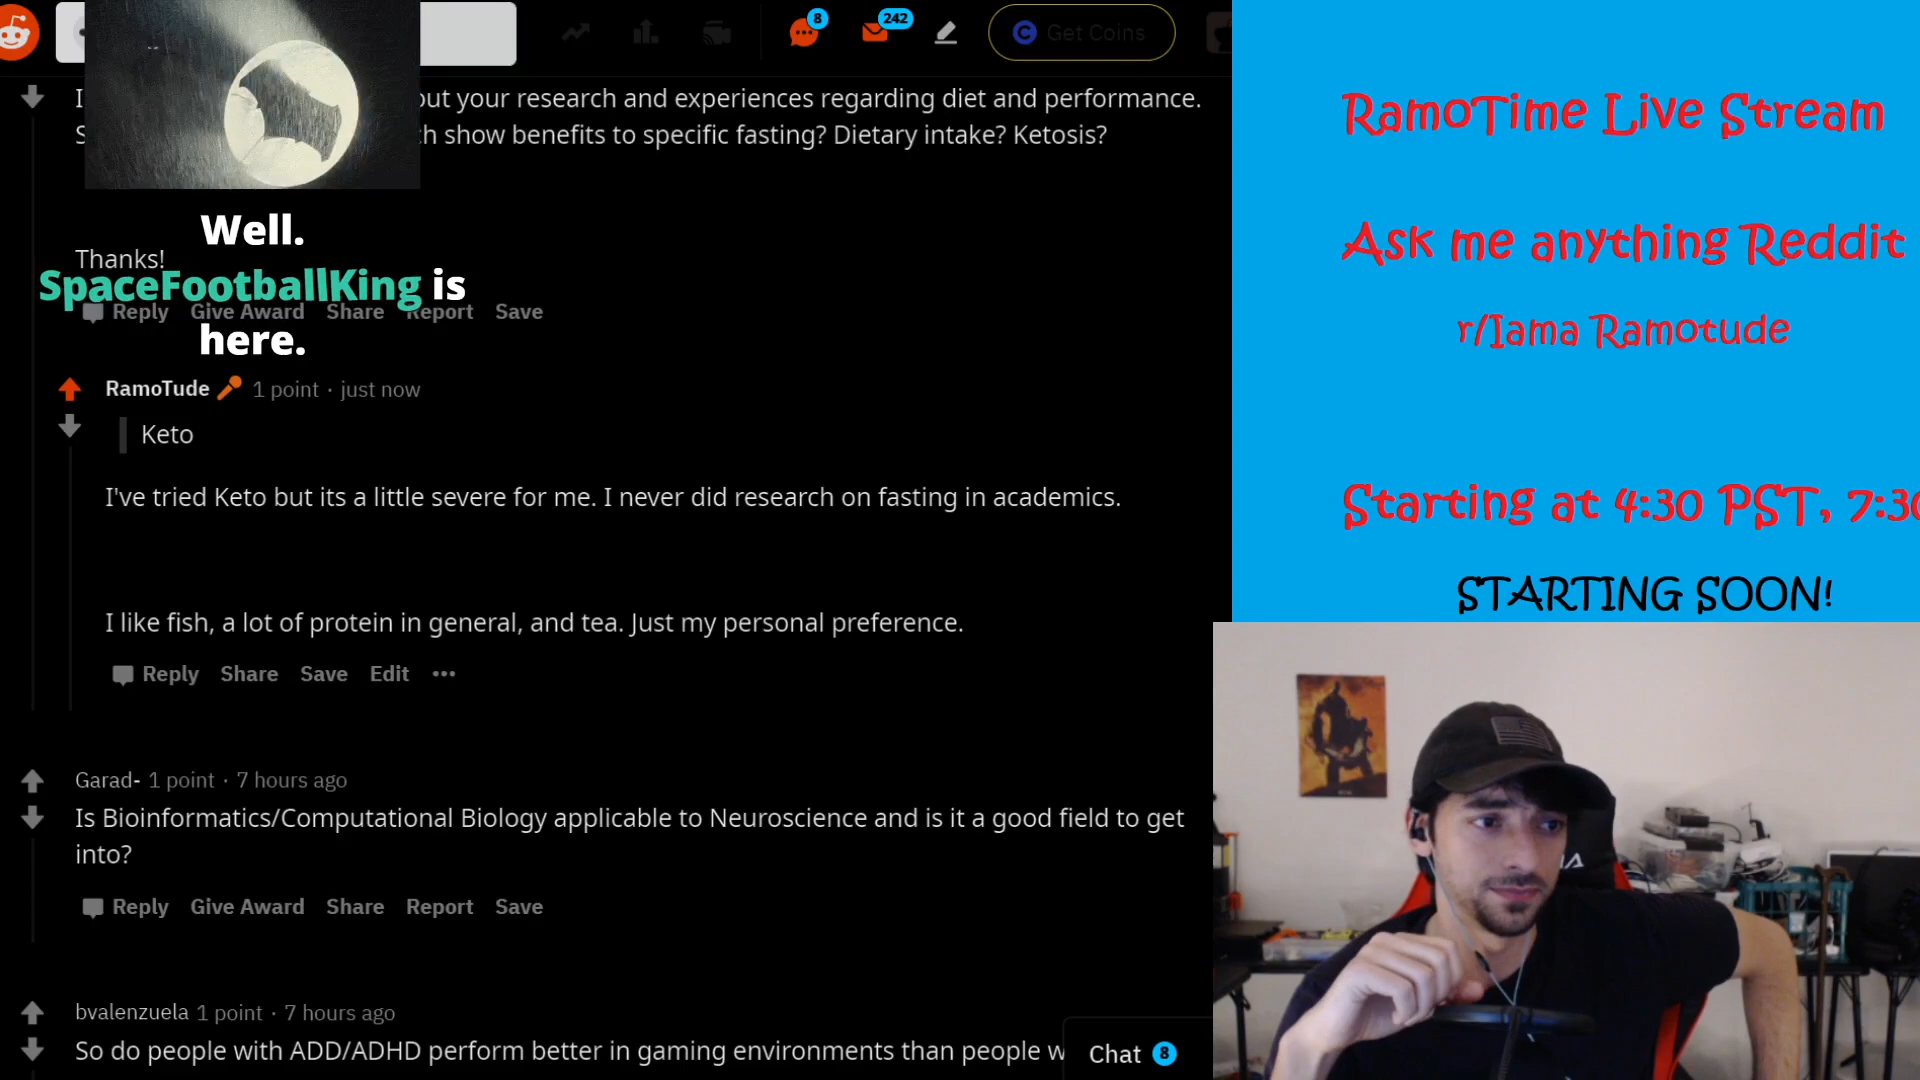 8
242
Get Coins
I
out your research and experiences regarding diet and performance.
S
h show benefits to specific fasting? Dietary intake? Ketosis?
Well.
Thanks!
SpaceFootballKing is
here.
Reply Give Award Share Report Save
RamoTude 1 point · just now
Keto
I've tried Keto but its a little severe for me. I never did research on fasting in academics.
I like fish, a lot of protein in general, and tea. Just my personal preference.
Reply Share Save Edit ···
Garad- 1 point · 7 hours ago
Is Bioinformatics/Computational Biology applicable to Neuroscience and is it a good field to get
into?
Reply Give Award Share Report Save
bvalenzuela 1 point · 7 hours ago
So do people with ADD/ADHD perform better in gaming environments than people w
Chat 8
RamoTime Live Stream
Ask me anything Reddit
r/Iama Ramotude
Starting at 4:30 PST, 7:30
STARTING SOON!